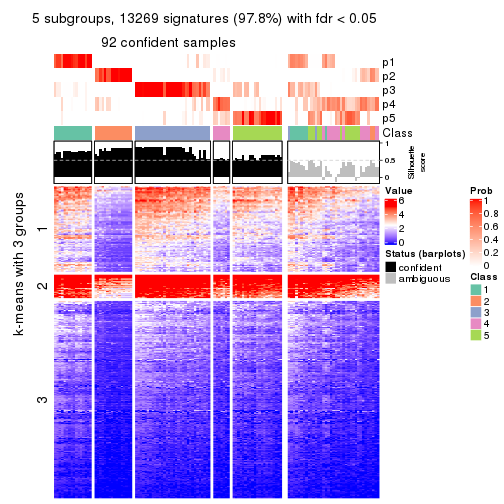 5 subgroups, 13269 signatures (97.8%) with fdr < 0.05
92 confident samples
p1
p2
p3
p4
p5
Class
1
0.5
0
Silhouette
score
k-means with 3 groups
1
2
3
Value
6
4
2
0
Status (barplots)
confident
ambiguous
Prob
1
0.8
0.6
0.4
0.2
0
Class
1
2
3
4
5